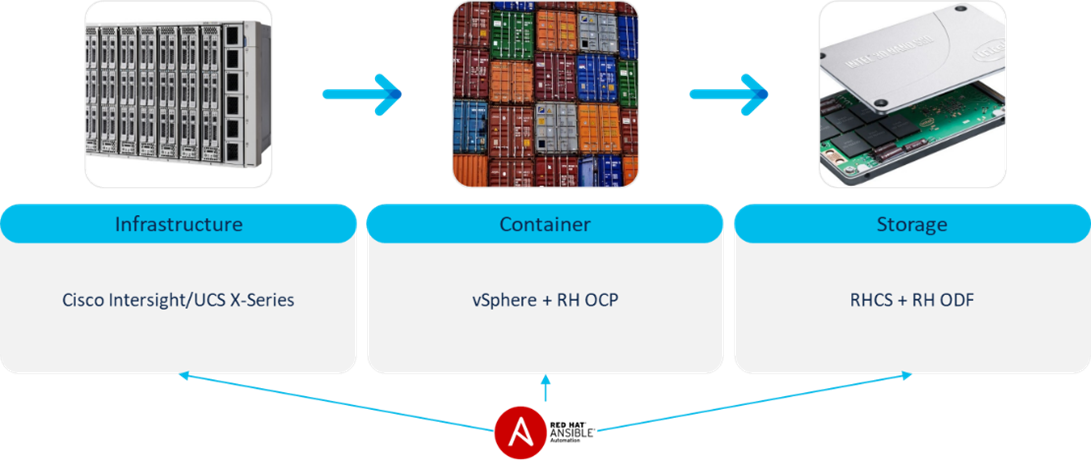 Infrastructure
Container
Storage
Cisco Intersight/UCS X-Series
vSphere + RH OCP
RHCS + RH ODF
RED HAT
ANSIBLE
Automation